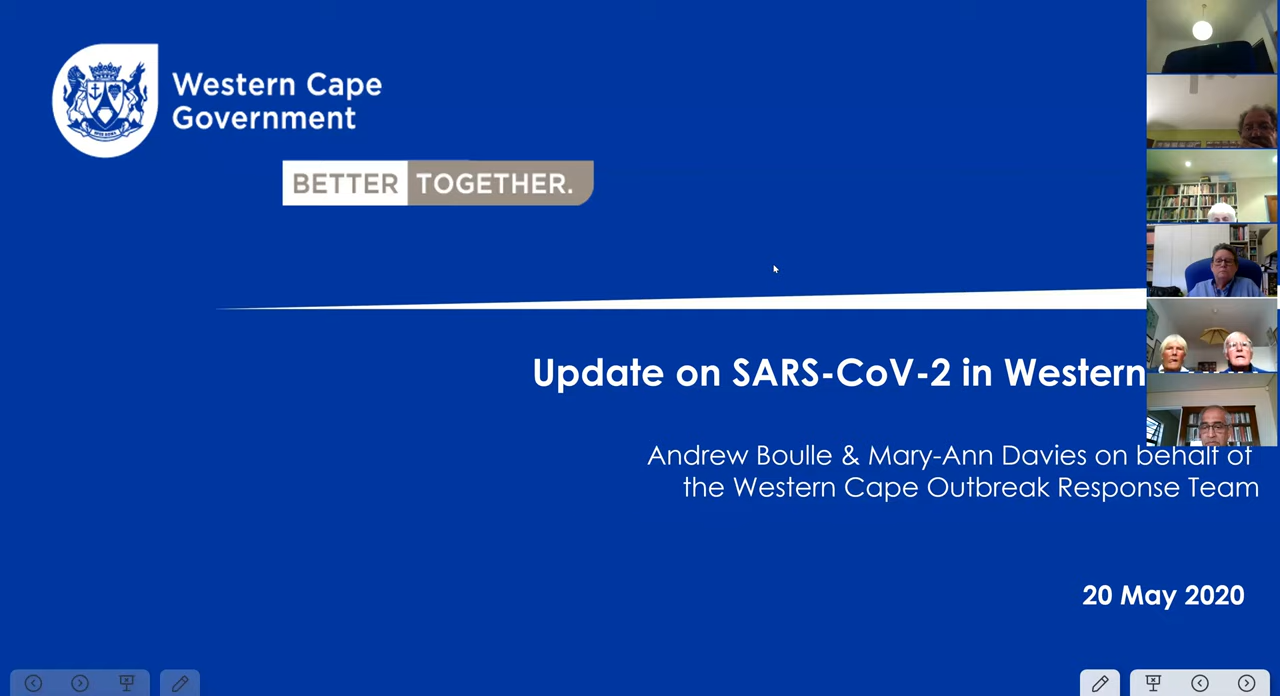 Western Cape
Government
BETTER TOGETHER.
Update on SARS-CoV-2 in Western
Andrew Boulle & Mary-Ann Davies on behalf of
the Western Cape Outbreak Response Team
20 May 2020